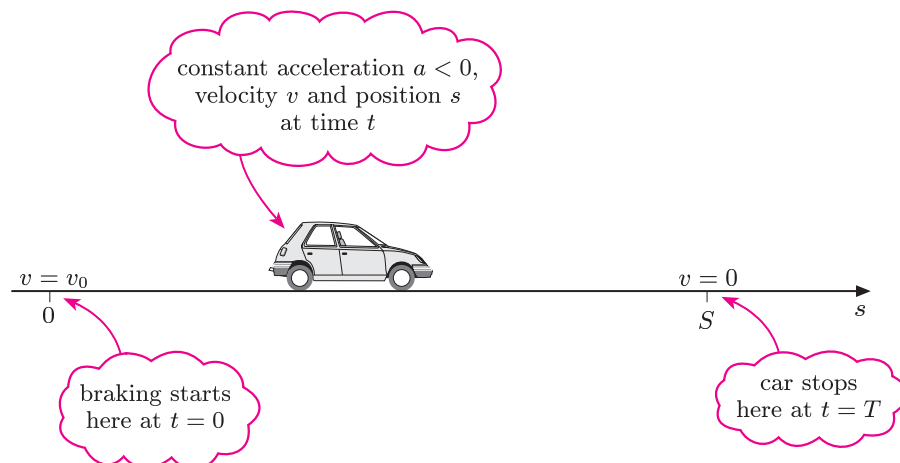 constant acceleration a < 0,
velocity v and position s
at time t
v = v₀
v = 0
0
S
s
braking starts
here at t = 0
car stops
here at t = T